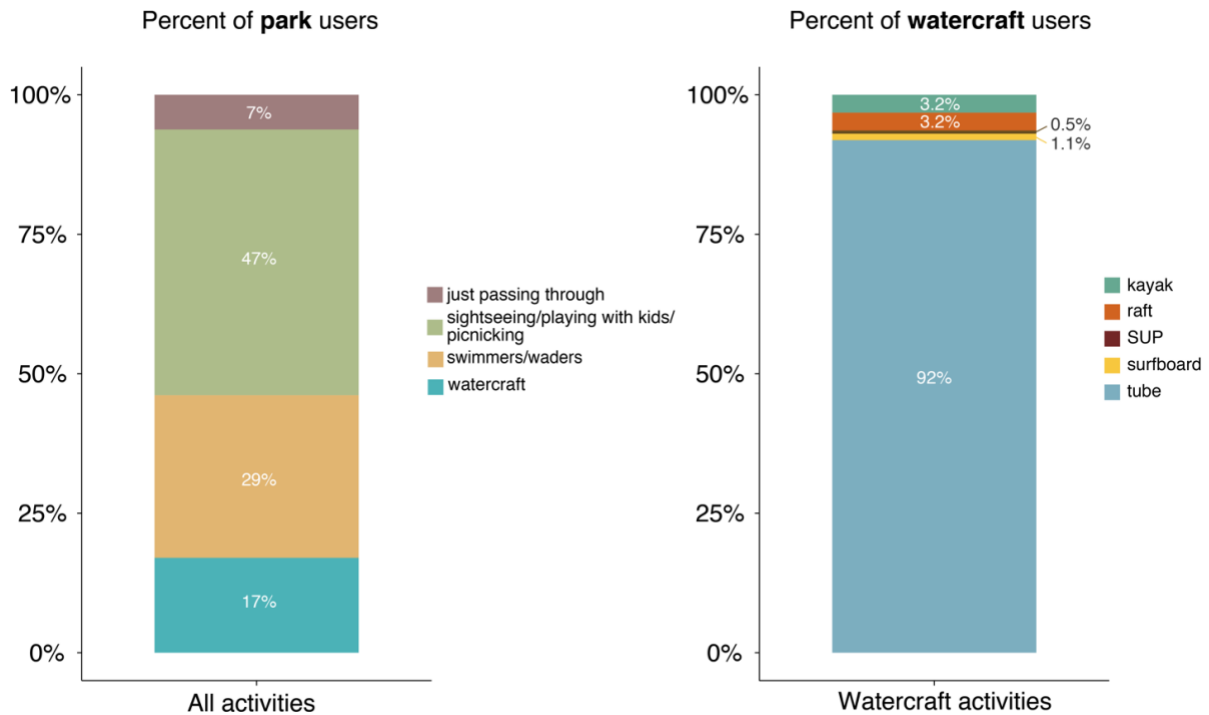 Percent of park users
100%
75%
50%
25%
0%
7%
47%
29%
17%
All activities
just passing through
sightseeing/playing with kids/
picnicking
swimmers/waders
watercraft
Percent of watercraft users
100%
75%
50%
25%
0%
3.2%
3.2%
0.5%
1.1%
92%
Watercraft activities
kayak
raft
SUP
surfboard
tube